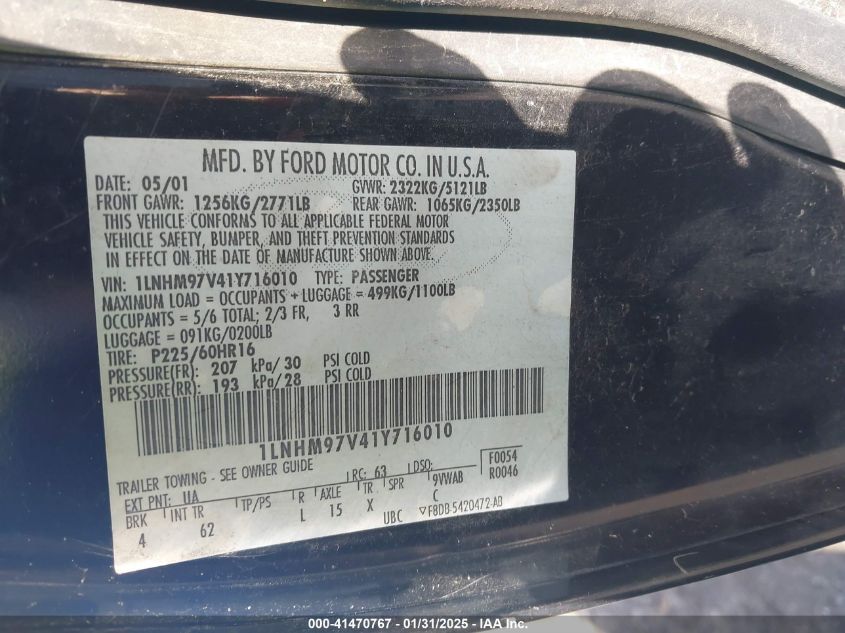 MFD. BY FORD MOTOR CO. IN U.S.A.
DATE: 05/01 GVWR: 2322KG/5121LB
FRONT GAWR: 1256KG/2771LB REAR GAWR: 1065KG/2350LB
THIS VEHICLE CONFORMS TO ALL APPLICABLE FEDERAL MOTOR
VEHICLE SAFETY, BUMPER, AND THEFT PREVENTION STANDARDS
IN EFFECT ON THE DATE OF MANUFACTURE SHOWN ABOVE.
VIN: 1LNHM97V41Y716010 TYPE: PASSENGER
MAXIMUM LOAD = OCCUPANTS + LUGGAGE = 499KG/1100LB
OCCUPANTS = 5/6 TOTAL; 2/3 FR, 3 RR
LUGGAGE = 091KG/0200LB
TIRE: P225/60HR16
PRESSURE(FR): 207 kPa/30 PSI COLD
PRESSURE(RR): 193 kPa/28 PSI COLD
1LNHM97V41Y716010
TRAILER TOWING - SEE OWNER GUIDE
EXT PNT: UA RC: 63 DSO: F0054
BRK INT TR TP/PS R AXLE TR SPR 9VWAB R0046
4 62 L 15 X C
UBC ▽F8DB-5420472-AB
000-41470767 - 01/31/2025 - IAA Inc.